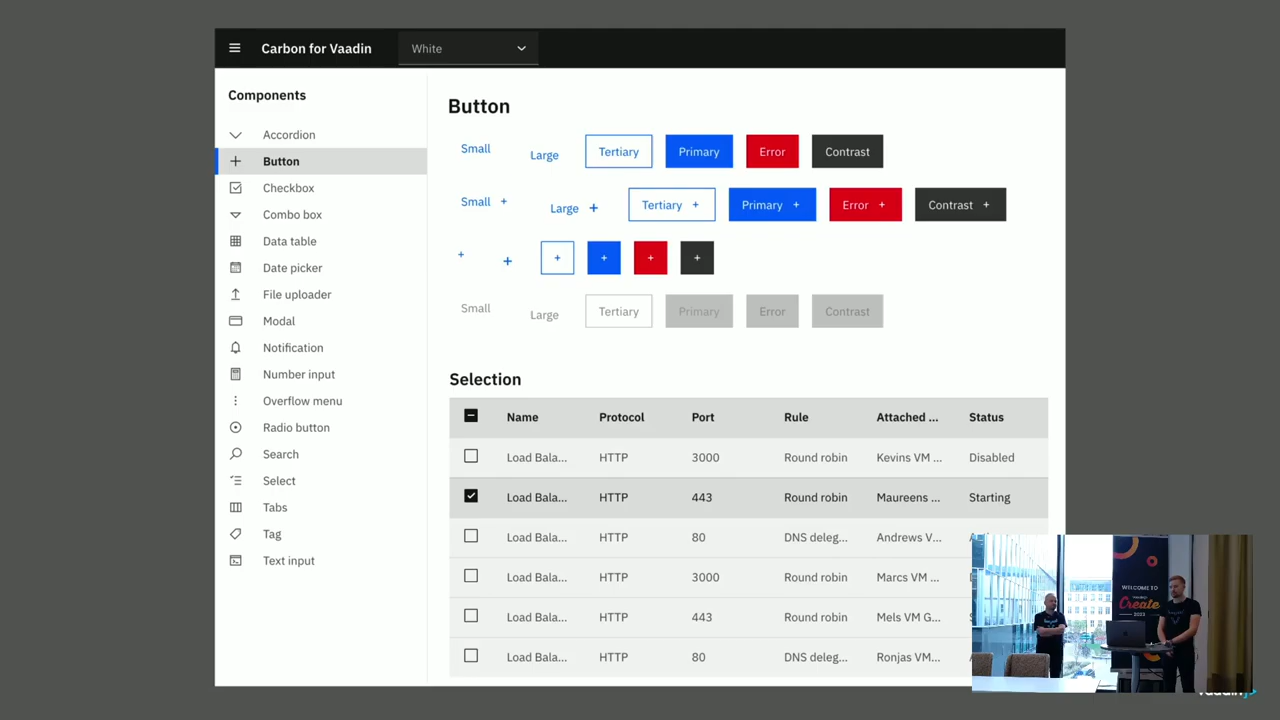 Carbon for Vaadin
White
Components
Accordion
Button
Checkbox
Combo box
Data table
Date picker
File uploader
Modal
Notification
Number input
Overflow menu
Radio button
Search
Select
Tabs
Tag
Text input
Button
Small Large Tertiary Primary Error Contrast
Small + Large + Tertiary + Primary + Error + Contrast +
+ + + + + +
Small Large Tertiary Primary Error Contrast
Selection
Name Protocol Port Rule Attached ... Status
Load Bala... HTTP 3000 Round robin Kevins VM ... Disabled
Load Bala... HTTP 443 Round robin Maureens ... Starting
Load Bala... HTTP 80 DNS deleg... Andrews V...
Load Bala... HTTP 3000 Round robin Marcs VM ...
Load Bala... HTTP 443 Round robin Mels VM G...
Load Bala... HTTP 80 DNS deleg... Ronjas VM...
WELCOME TO
Create
2023
vaadin